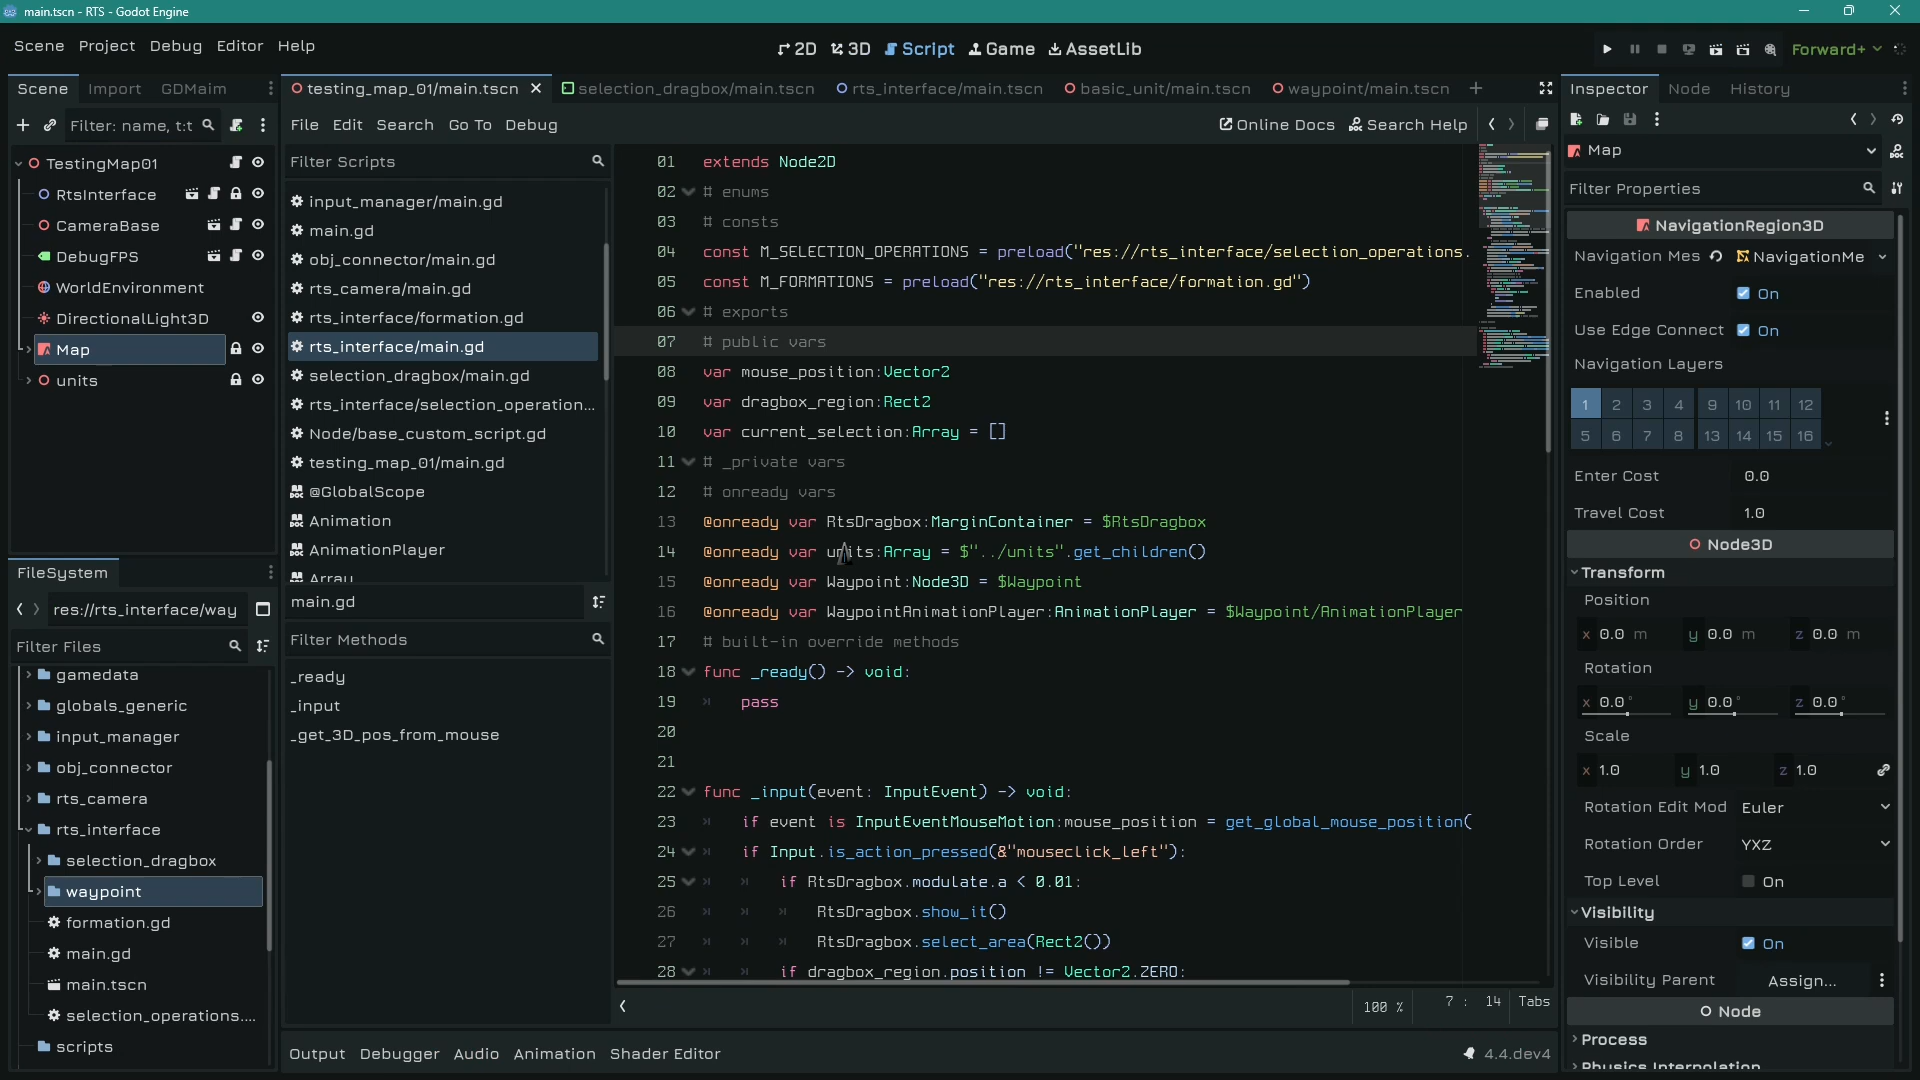 main.tscn - RTS - Godot Engine
Scene Project Debug Editor Help
2D 3D Script Game AssetLib
Forward+
Scene Import GDMaim
Filter: name, t:t
TestingMap01
RtsInterface
CameraBase
DebugFPS
WorldEnvironment
DirectionalLight3D
Map
units
FileSystem
res://rts_interface/way
Filter Files
gamedata
globals_generic
input_manager
obj_connector
rts_camera
rts_interface
selection_dragbox
waypoint
formation.gd
main.gd
main.tscn
selection_operations....
scripts
testing_map_01/main.tscn selection_dragbox/main.tscn rts_interface/main.tscn basic_unit/main.tscn waypoint/main.tscn
File Edit Search Go To Debug
Online Docs Search Help
Filter Scripts
input_manager/main.gd
main.gd
obj_connector/main.gd
rts_camera/main.gd
rts_interface/formation.gd
rts_interface/main.gd
selection_dragbox/main.gd
rts_interface/selection_operation...
Node/base_custom_script.gd
testing_map_01/main.gd
@GlobalScope
Animation
AnimationPlayer
Array
main.gd
Filter Methods
_ready
_input
_get_3D_pos_from_mouse
01 extends Node2D
02 # enums
03 # consts
04 const M_SELECTION_OPERATIONS = preload("res://rts_interface/selection_operations.
05 const M_FORMATIONS = preload("res://rts_interface/formation.gd")
06 # exports
07 # public vars
08 var mouse_position:Vector2
09 var dragbox_region:Rect2
10 var current_selection:Array = []
11 # _private vars
12 # onready vars
13 @onready var RtsDragbox:MarginContainer = $RtsDragbox
14 @onready var units:Array = $"../units".get_children()
15 @onready var Waypoint:Node3D = $Waypoint
16 @onready var WaypointAnimationPlayer:AnimationPlayer = $Waypoint/AnimationPlayer
17 # built-in override methods
18 func _ready() -> void:
19 pass
20
21
22 func _input(event: InputEvent) -> void:
23 if event is InputEventMouseMotion:mouse_position = get_global_mouse_position(
24 if Input.is_action_pressed(&"mouseclick_left"):
25 if RtsDragbox.modulate.a < 0.01:
26 RtsDragbox.show_it()
27 RtsDragbox.select_area(Rect2())
28 if dragbox_region.position != Vector2.ZERO:
100 % 7 : 14 Tabs
Output Debugger Audio Animation Shader Editor
4.4.dev4
Inspector Node History
Map
Filter Properties
NavigationRegion3D
Navigation Mes NavigationMe
Enabled On
Use Edge Connect On
Navigation Layers
1 2 3 4 9 10 11 12
5 6 7 8 13 14 15 16
Enter Cost 0.0
Travel Cost 1.0
Node3D
Transform
Position
x 0.0 m y 0.0 m z 0.0 m
Rotation
x 0.0° y 0.0° z 0.0°
Scale
x 1.0 y 1.0 z 1.0
Rotation Edit Mod Euler
Rotation Order YXZ
Top Level On
Visibility
Visible On
Visibility Parent Assign...
Node
Process
Physics Interpolation